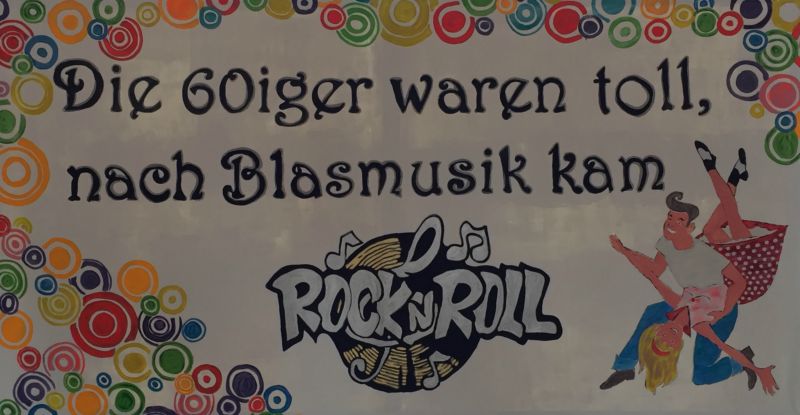 Die 60iger waren toll,
nach Blasmusik kam
ROCK N ROLL